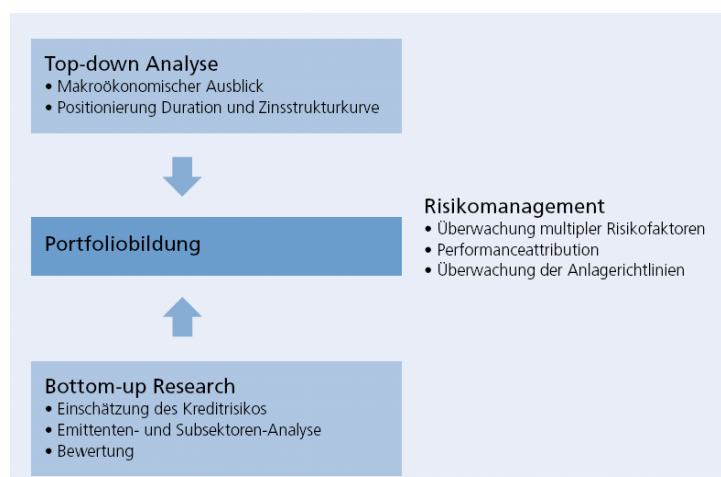 Top-down Analyse
• Makroökonomischer Ausblick
• Positionierung Duration und Zinsstrukturkurve
Portfoliobildung
Risikomanagement
• Überwachung multipler Risikofaktoren
• Performanceattribution
• Überwachung der Anlagerichtlinien
Bottom-up Research
• Einschätzung des Kreditrisikos
• Emittenten- und Subsektoren-Analyse
• Bewertung